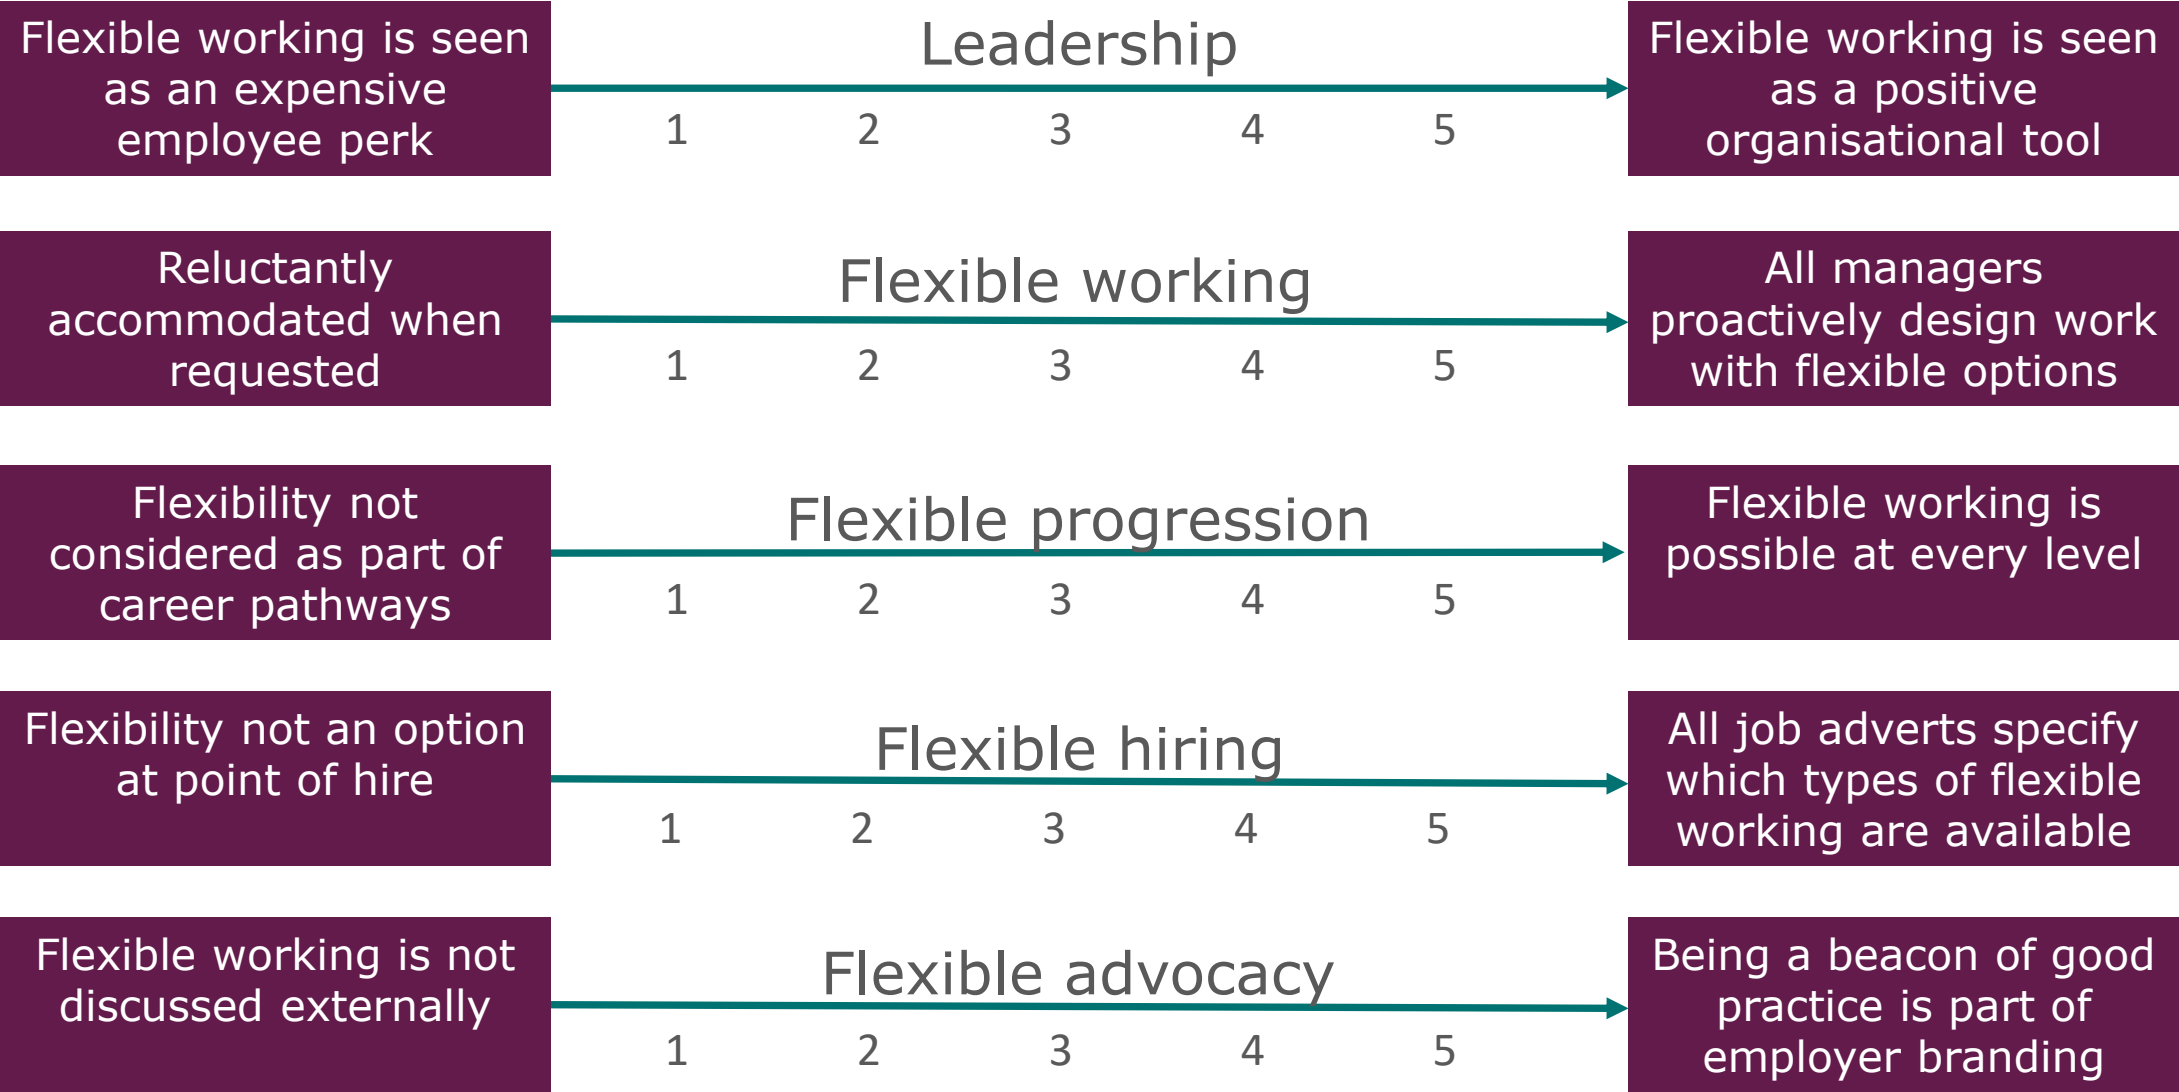 Flexible working is seen
as an expensive
employee perk
Leadership
1 2 3 4 5
Flexible working is seen
as a positive
organisational tool
Reluctantly
accommodated when
requested
Flexible working
1 2 3 4 5
All managers
proactively design work
with flexible options
Flexibility not
considered as part of
career pathways
Flexible progression
1 2 3 4 5
Flexible working is
possible at every level
Flexibility not an option
at point of hire
Flexible hiring
1 2 3 4 5
All job adverts specify
which types of flexible
working are available
Flexible working is not
discussed externally
Flexible advocacy
1 2 3 4 5
Being a beacon of good
practice is part of
employer branding